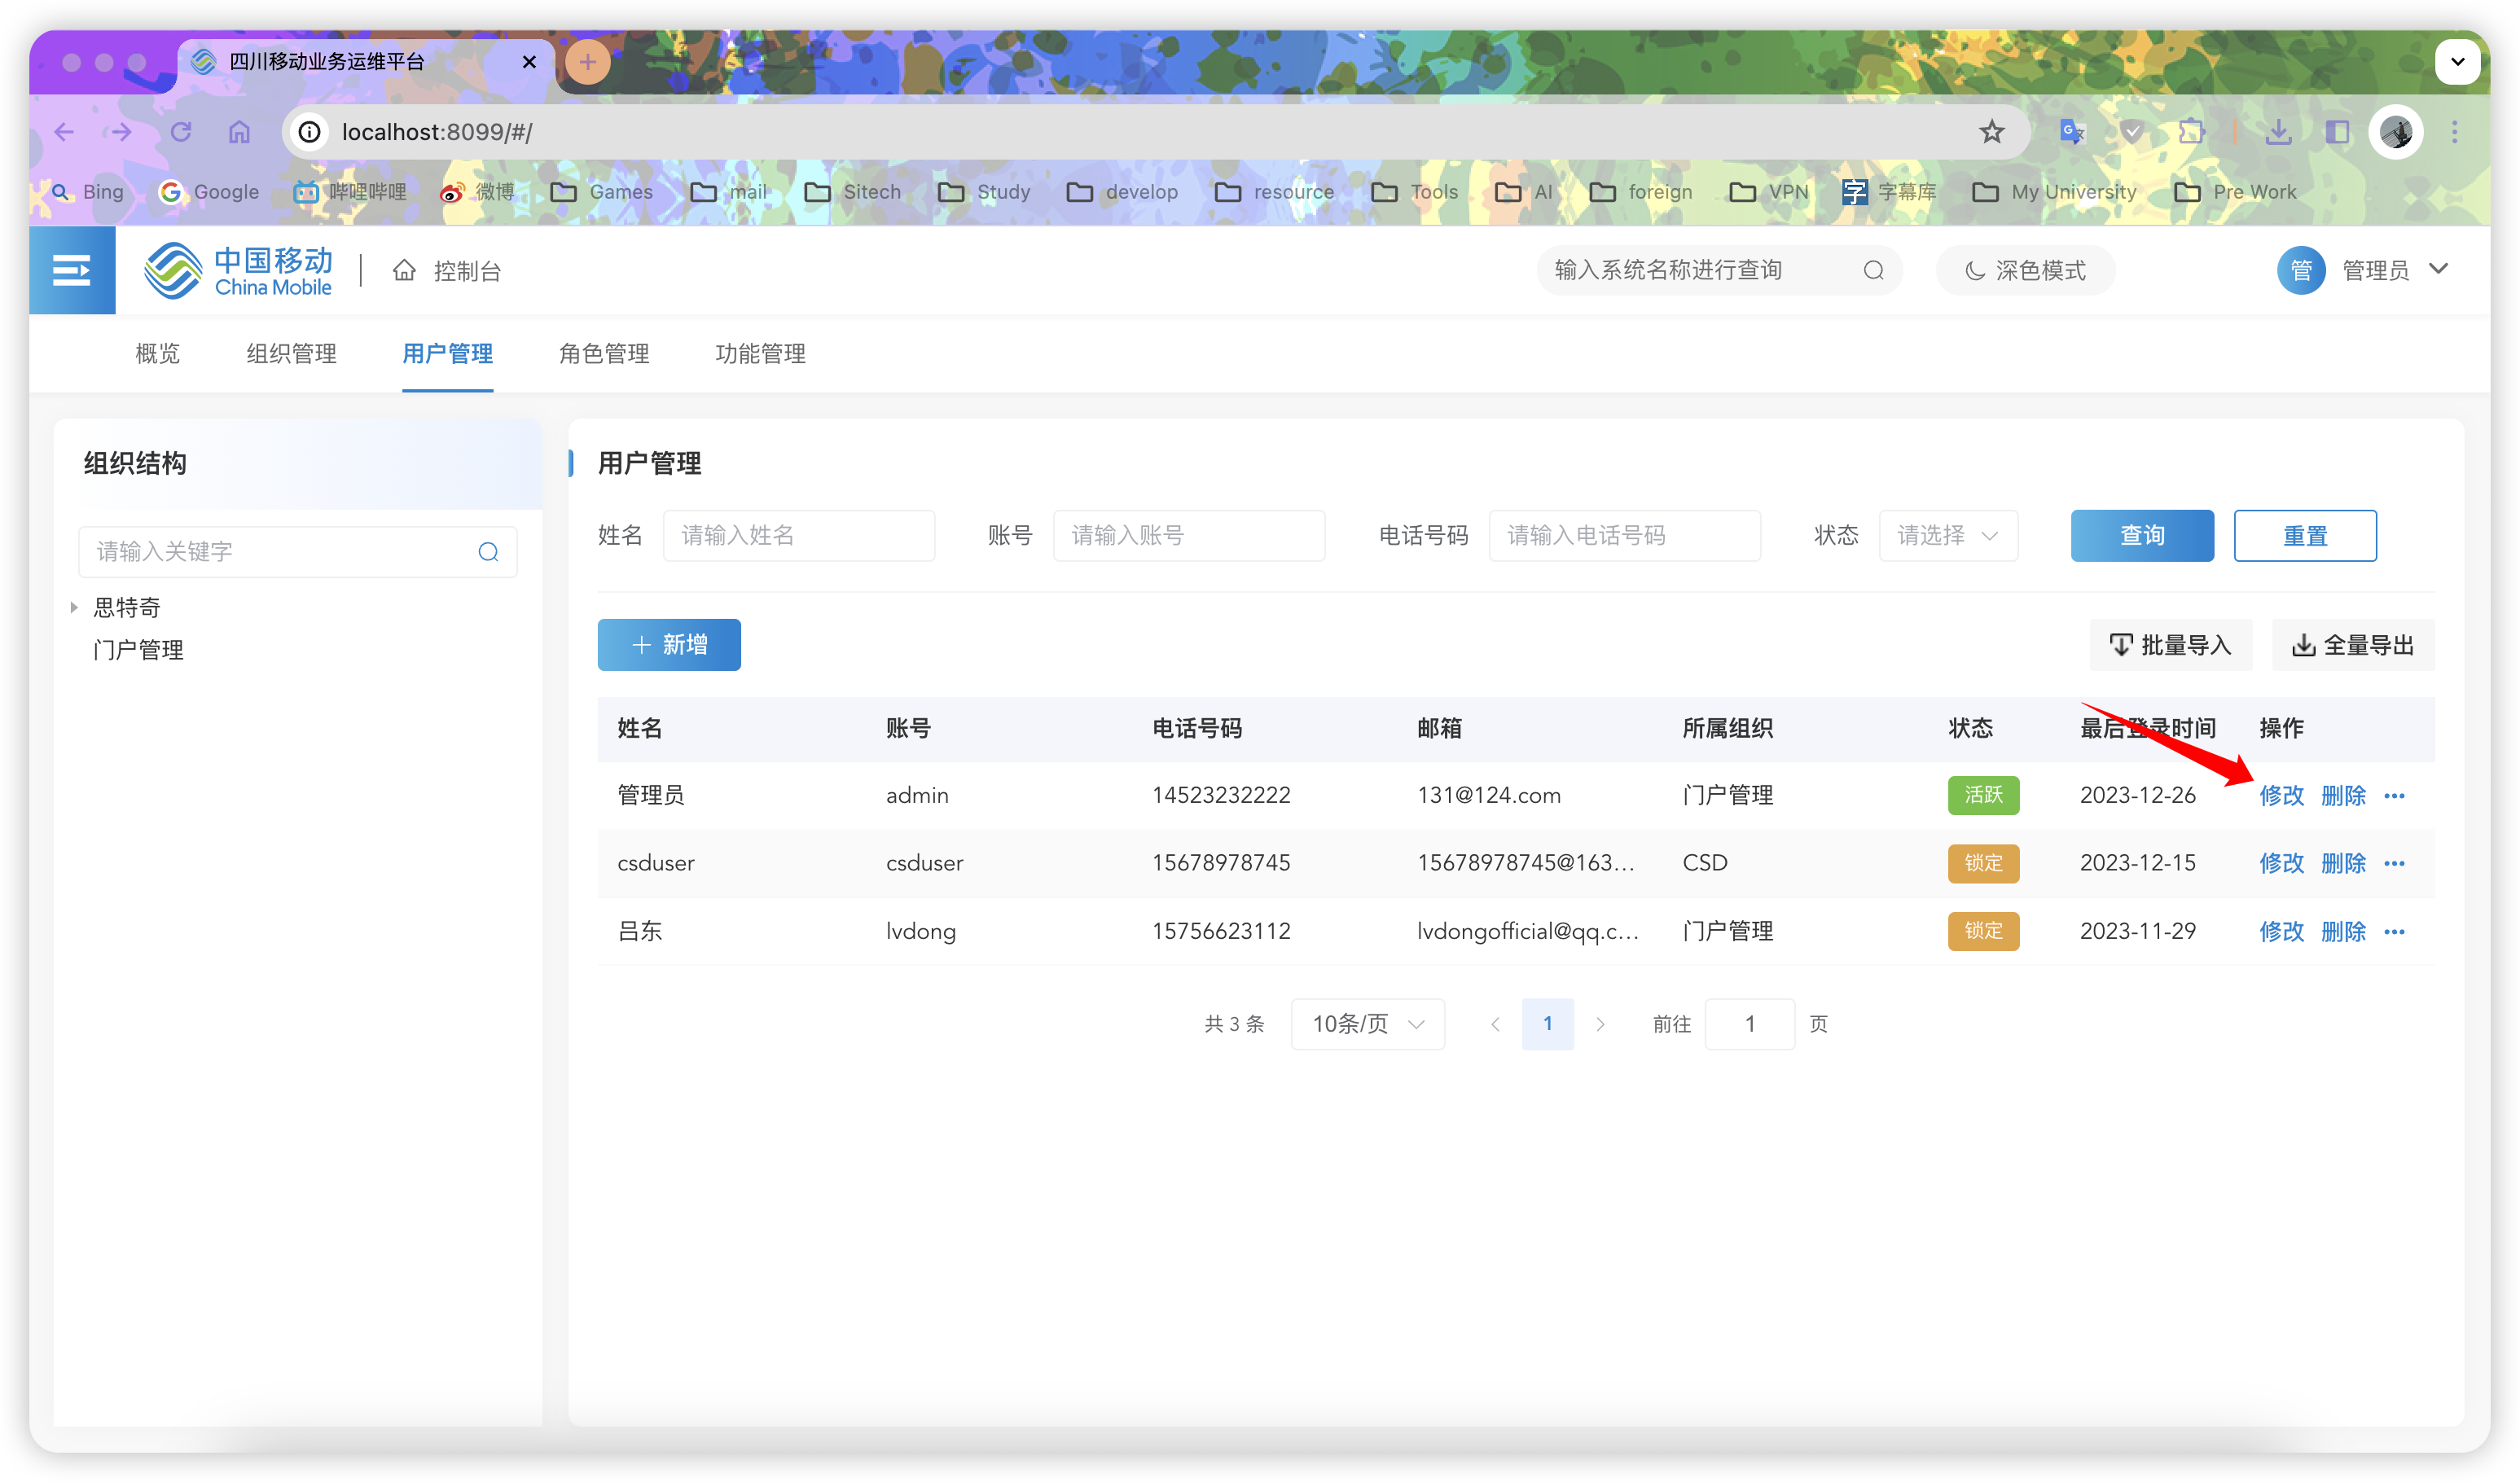 四川移动业务运维平台
localhost:8099/#/
Bing Google 哔哩哔哩 微博 Games mail Sitech Study develop resource Tools AI foreign VPN 字幕库 My University Pre Work
中国移动
China Mobile
控制台
输入系统名称进行查询
深色模式
管 管理员
概览 组织管理 用户管理 角色管理 功能管理
组织结构
请输入关键字
思特奇
门户管理
用户管理
姓名 请输入姓名 账号 请输入账号 电话号码 请输入电话号码 状态 请选择 查询 重置
新增 批量导入 全量导出
姓名 账号 电话号码 邮箱 所属组织 状态 最后登录时间 操作
管理员 admin 14523232222 131@124.com 门户管理 活跃 2023-12-26 修改 删除 •••
csduser csduser 15678978745 15678978745@163... CSD 锁定 2023-12-15 修改 删除 •••
吕东 lvdong 15756623112 lvdongofficial@qq.c... 门户管理 锁定 2023-11-29 修改 删除 •••
共 3 条 10条/页 1 前往 1 页